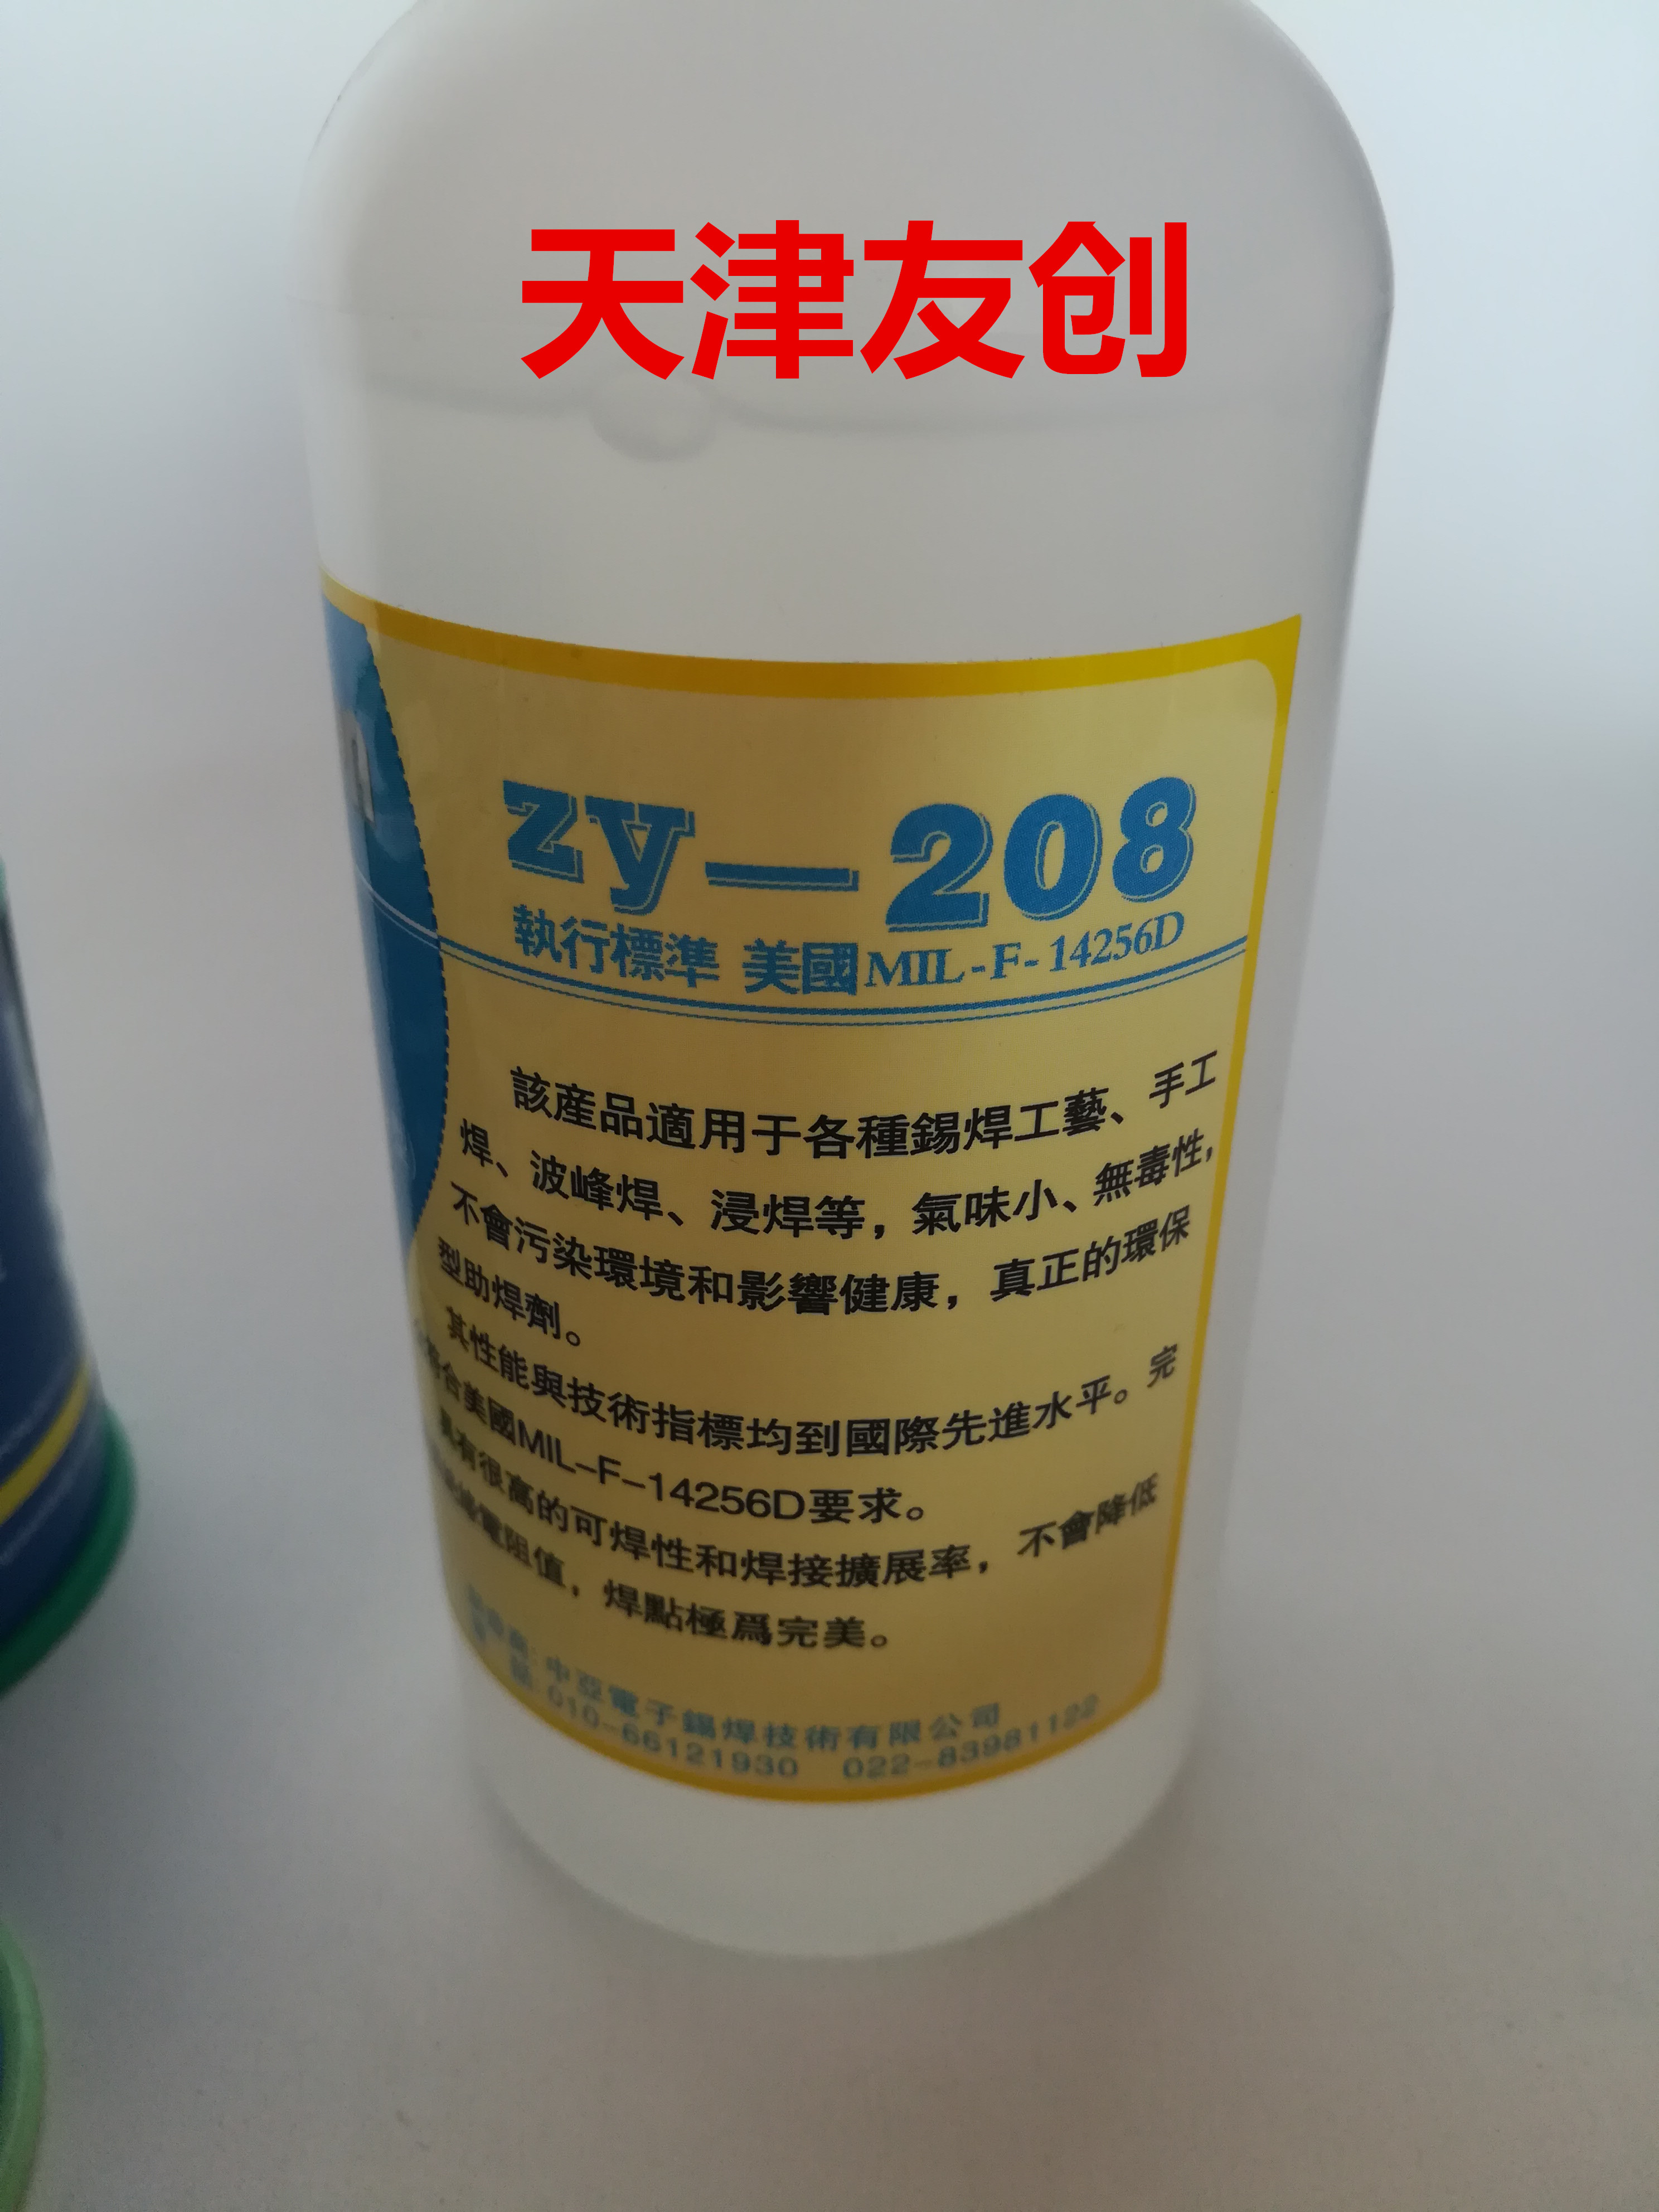 天津友创
zy—208
執行標準 美國MIL-F-14256D
該産品適用于各種錫焊工藝、手工
焊、波峰焊、浸焊等，氣味小、無毒性，
不會污染環境和影響健康，真正的環保
型助焊劑。
其性能與技術指標均到國際先進水平。完
符合美國MIL-F-14256D要求。
具有很高的可焊性和焊接擴展率，不會降低
電阻值，焊點極爲完美。
中亞電子錫焊技術有限公司
010-66121930 022-83981122